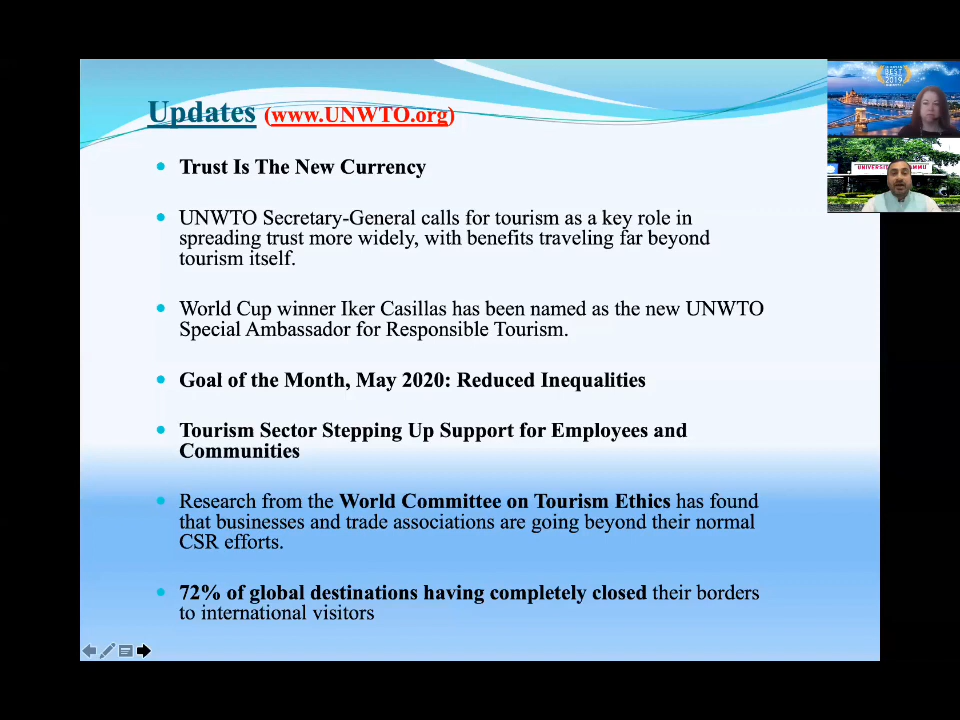 Updates (www.UNWTO.org)
Trust Is The New Currency
UNWTO Secretary-General calls for tourism as a key role in
spreading trust more widely, with benefits traveling far beyond
tourism itself.
World Cup winner Iker Casillas has been named as the new UNWTO
Special Ambassador for Responsible Tourism.
Goal of the Month, May 2020: Reduced Inequalities
Tourism Sector Stepping Up Support for Employees and
Communities
Research from the World Committee on Tourism Ethics has found
that businesses and trade associations are going beyond their normal
CSR efforts.
72% of global destinations having completely closed their borders
to international visitors
BEST
2019